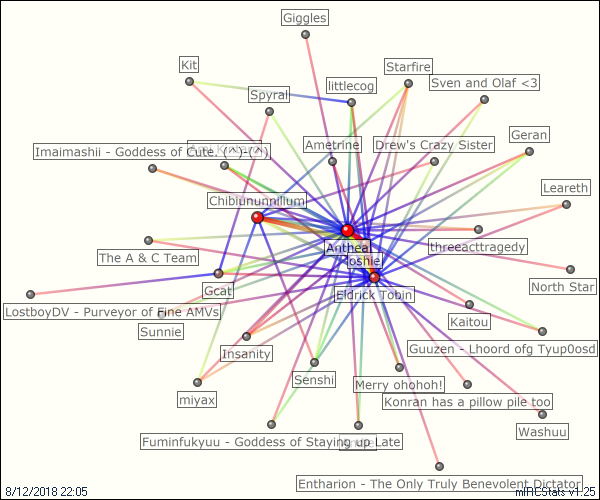 Giggles
Kit
Starfire
littlecog
Sven and Olaf <3
Spyral
Geran
Ametrine
Drew's Crazy Sister
Imaimashii - Goddess of Cute. (^)-(^)
Leareth
Chibiununnilum
Antheal
threeacttragedy
The A & C Team
oshie
North Star
Gcat
Eldrick Tobin
LostboyDV - Purveyor of Fine AMVs
Kaitou
Sunnie
Guuzen - Lhoord ofg Tyup0osd
Insanity
Senshi
Merry ohohoh!
miyax
Konran has a pillow pile too
Washuu
Fuminfukyuu - Goddess of Staying up Late
Entharion - The Only Truly Benevolent Dictator
8/12/2018 22:05
mIRCStats v1.25